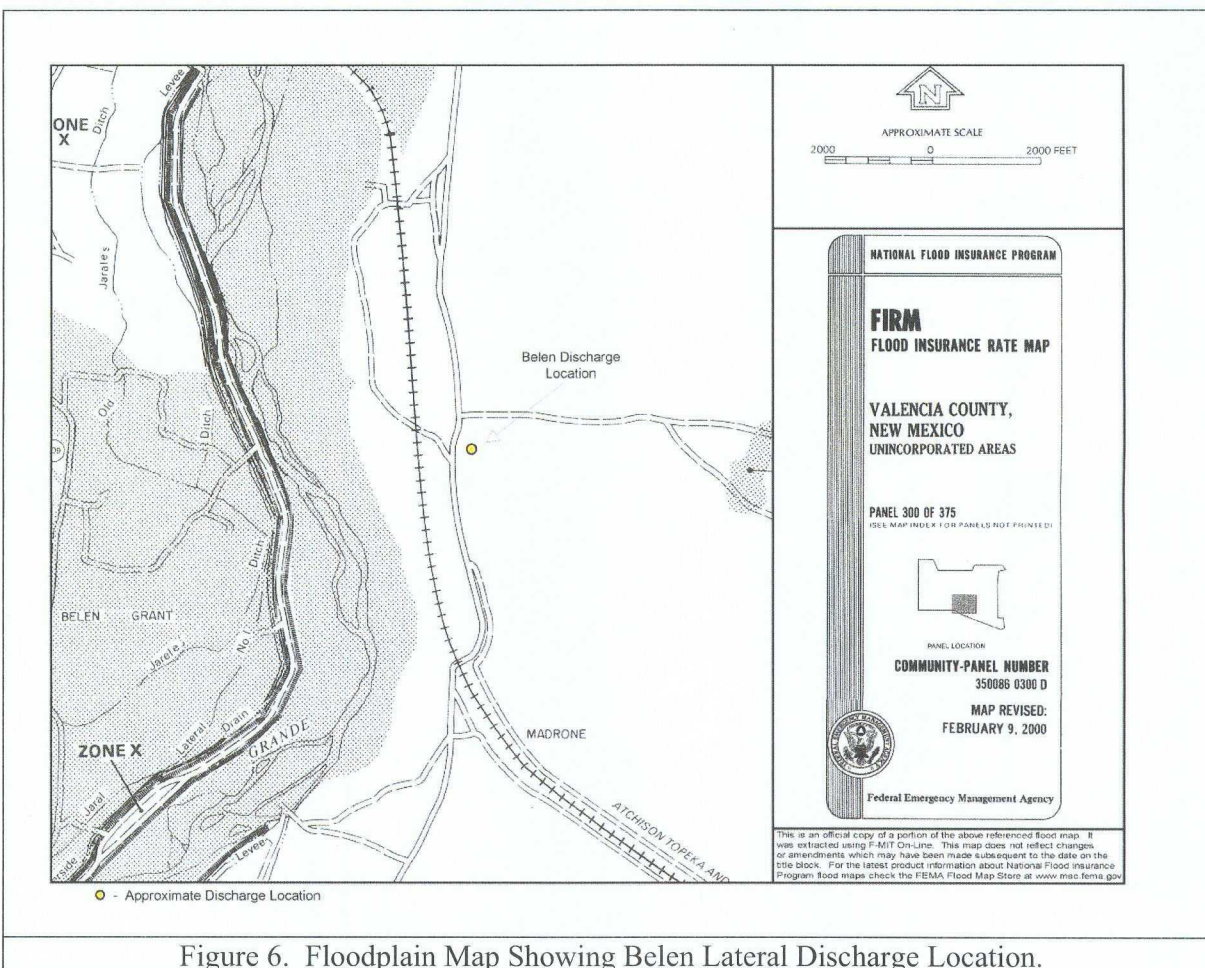 Levee
ONE
X
Ditch
Jarales
Old
Ditch
Ditch
BELEN GRANT
No. 1
Lateral
Drain
GRANDE
ZONE X
Jaral
Levee
Belen Discharge
Location
MADRONE
ATCHISON TOPEKA AND
N
APPROXIMATE SCALE
2000 0 2000 FEET
NATIONAL FLOOD INSURANCE PROGRAM
FIRM
FLOOD INSURANCE RATE MAP
VALENCIA COUNTY,
NEW MEXICO
UNINCORPORATED AREAS
PANEL 300 OF 375
(SEE MAP INDEX FOR PANELS NOT PRINTED)
PANEL LOCATION
COMMUNITY-PANEL NUMBER
350086 0300 D
MAP REVISED:
FEBRUARY 9, 2000
Federal Emergency Management Agency
This is an official copy of a portion of the above referenced flood map. It
was extracted using F-MIT On-Line. This map does not reflect changes
or amendments which may have been made subsequent to the date on the
title block. For the latest product information about National Flood Insurance
Program flood maps check the FEMA Flood Map Store at www.msc.fema.gov
- Approximate Discharge Location
Figure 6. Floodplain Map Showing Belen Lateral Discharge Location.